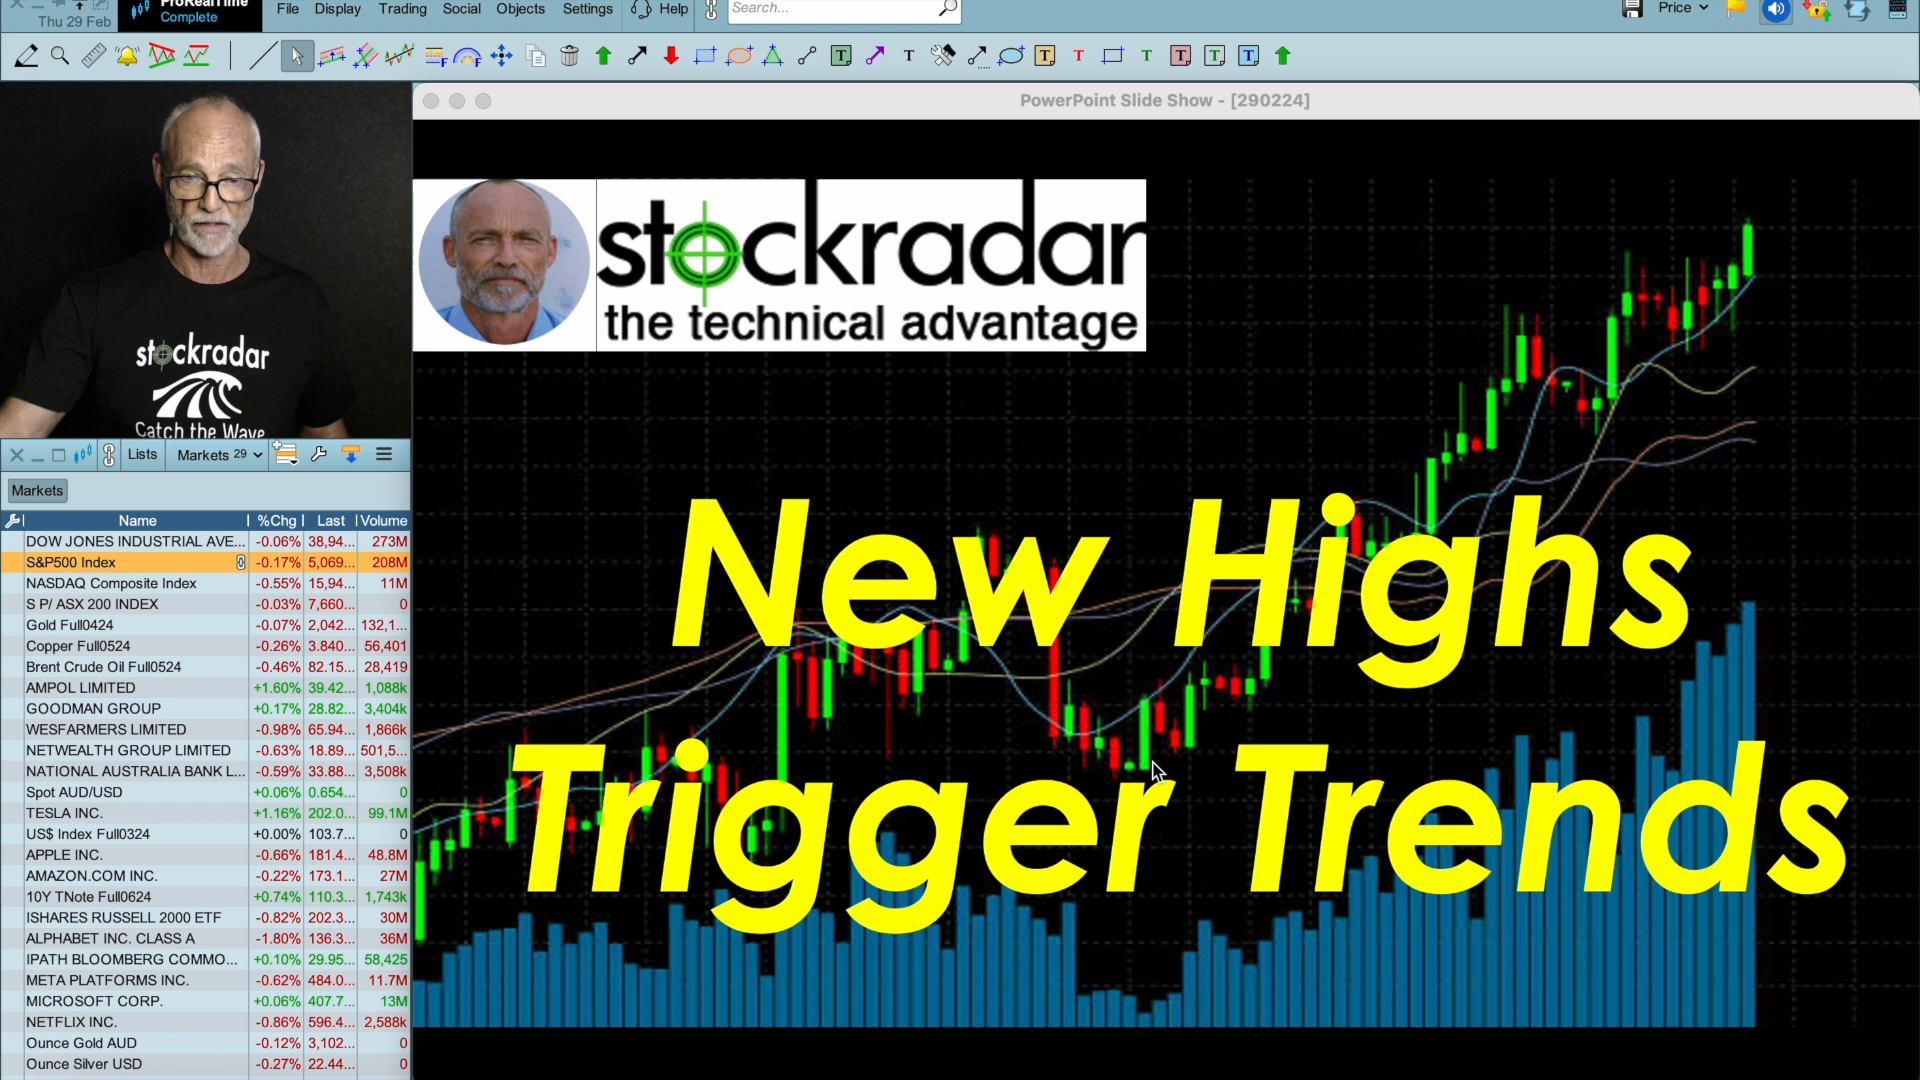 ProRealTime
Thu 29 Feb
Complete
File Display Trading Social Objects Settings Help Search... Price
PowerPoint Slide Show - [290224]
stockradar
the technical advantage
stockradar
Catch the Wave
New Highs
Trigger Trends
Lists Markets 29
Markets
Name %Chg Last Volume
DOW JONES INDUSTRIAL AVE... -0.06% 38,94... 273M
S&P500 Index -0.17% 5,069... 208M
NASDAQ Composite Index -0.55% 15,94... 11M
S P/ ASX 200 INDEX -0.03% 7,660... 0
Gold Full0424 -0.07% 2,042... 132,1...
Copper Full0524 -0.26% 3.840... 56,401
Brent Crude Oil Full0524 -0.46% 82.15... 28,419
AMPOL LIMITED +1.60% 39.42... 1,088k
GOODMAN GROUP +0.17% 28.82... 3,404k
WESFARMERS LIMITED -0.98% 65.94... 1,866k
NETWEALTH GROUP LIMITED -0.63% 18.89... 501,5...
NATIONAL AUSTRALIA BANK L... -0.59% 33.88... 3,508k
Spot AUD/USD +0.06% 0.654... 0
TESLA INC. +1.16% 202.0... 99.1M
US$ Index Full0324 +0.00% 103.7... 0
APPLE INC. -0.66% 181.4... 48.8M
AMAZON.COM INC. -0.22% 173.1... 27M
10Y TNote Full0624 +0.74% 110.3... 1,743k
ISHARES RUSSELL 2000 ETF -0.82% 202.3... 30M
ALPHABET INC. CLASS A -1.80% 136.3... 36M
IPATH BLOOMBERG COMMO... +0.10% 29.95... 58,425
META PLATFORMS INC. -0.62% 484.0... 11.7M
MICROSOFT CORP. +0.06% 407.7... 13M
NETFLIX INC. -0.86% 596.4... 2,588k
Ounce Gold AUD -0.12% 3,102... 0
Ounce Silver USD -0.27% 22.44... 0